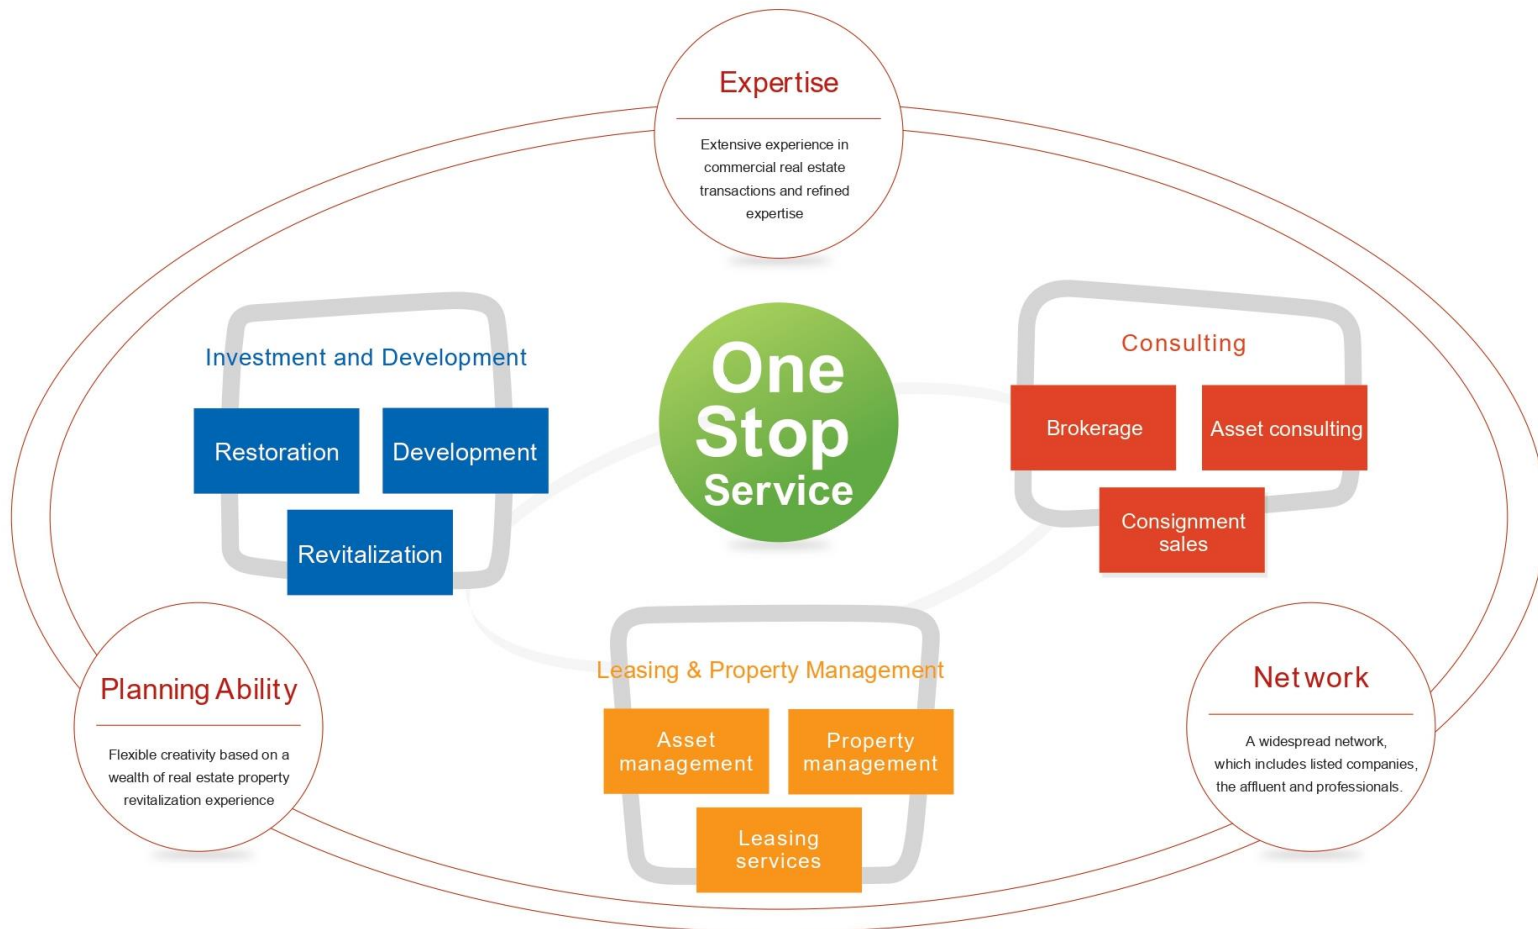 Expertise
Extensive experience in
commercial real estate
transactions and refined
expertise
Investment and Development
Restoration
Development
Revitalization
One
Stop
Service
Consulting
Brokerage
Asset consulting
Consignment
sales
Leasing & Property Management
Asset
management
Property
management
Leasing
services
Planning Ability
Flexible creativity based on a
wealth of real estate property
revitalization experience
Network
A widespread network,
which includes listed companies,
the affluent and professionals.